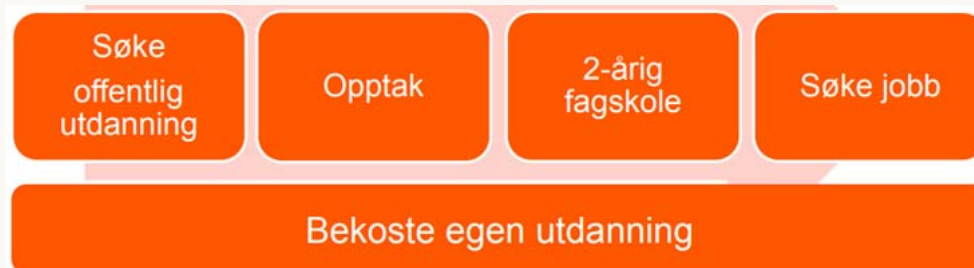 Søke
offentlig
utdanning
Opptak
2-årig
fagskole
Søke jobb
Bekoste egen utdanning